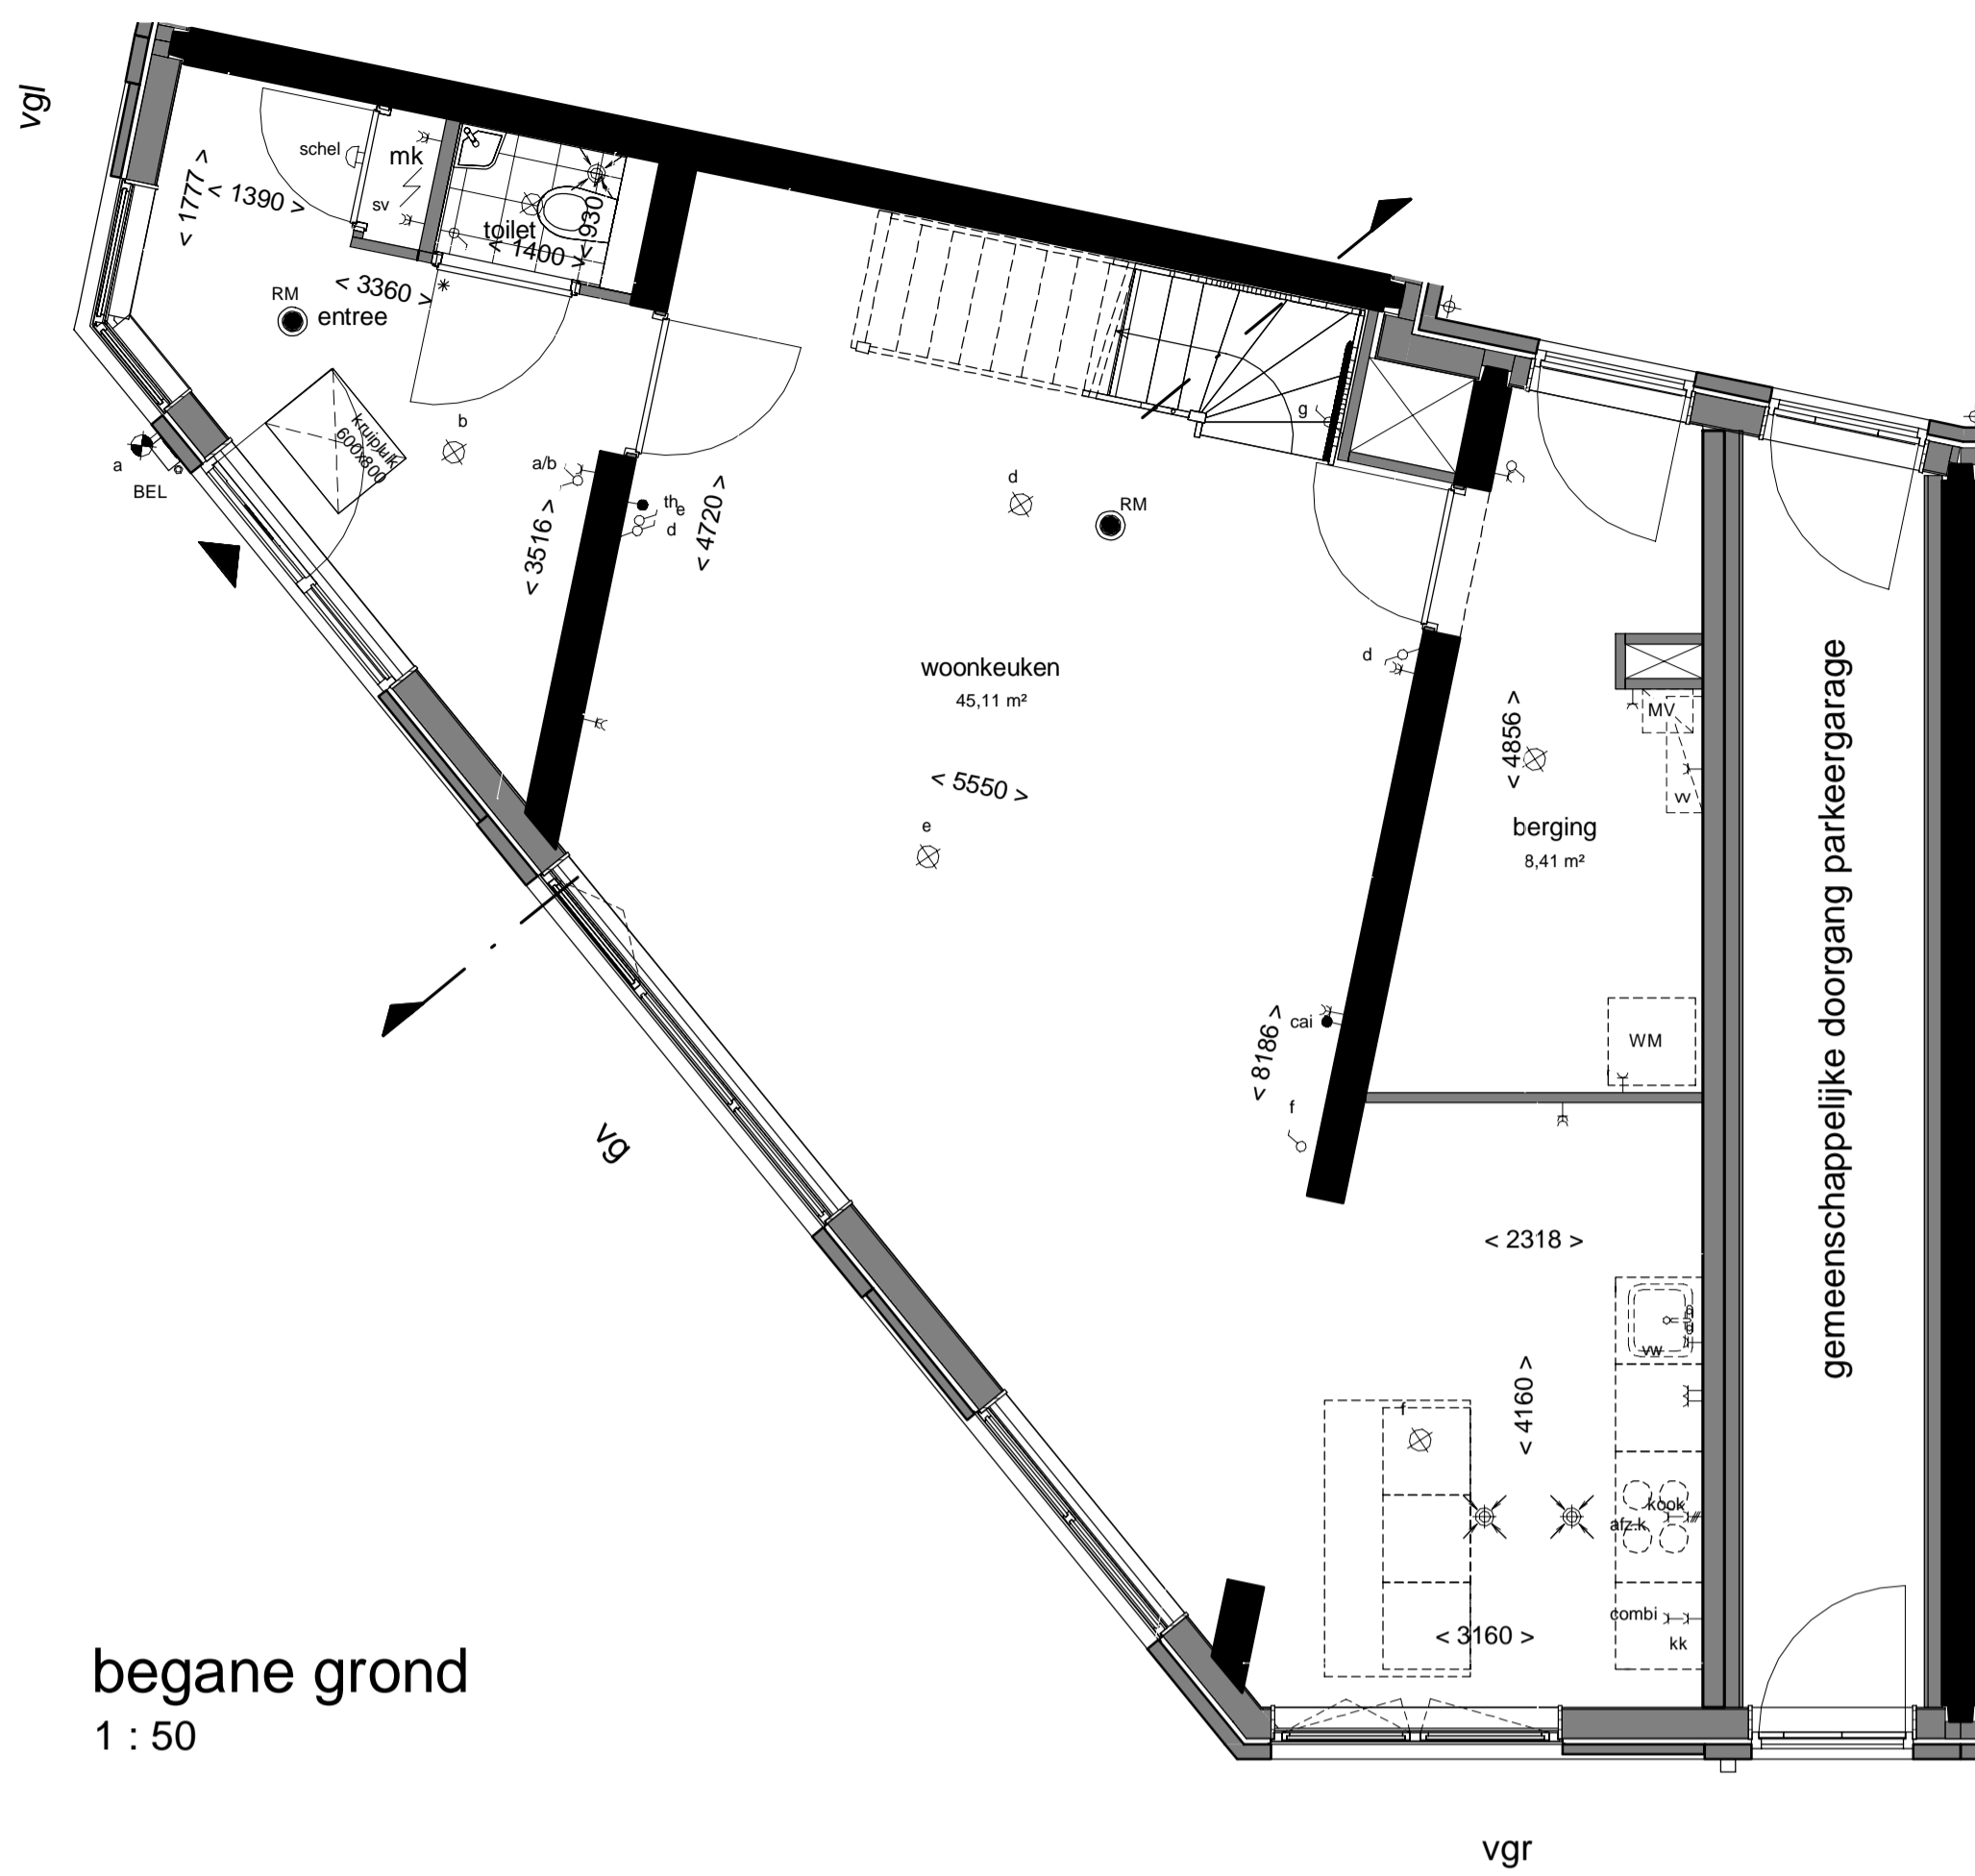 vgl
schel
mk
sv
< 1777 >
< 1390 >
toilet
< 1400 >
< 930 >
< 3360 >
RM
entree
kruipluik
600x800
b
a
BEL
a/b
th
e
d
< 3516 >
< 4720 >
g
d
RM
woonkeuken
45,11 m²
d
< 5550 >
e
< 4856 >
MV
vv
berging
8,41 m²
gemeenschappelijke doorgang parkeergarage
WM
cai
< 8186 >
f
vg
< 2318 >
vw
< 4160 >
f
kook
afz.k
combi
< 3160 >
kk
begane grond
1 : 50
vgr